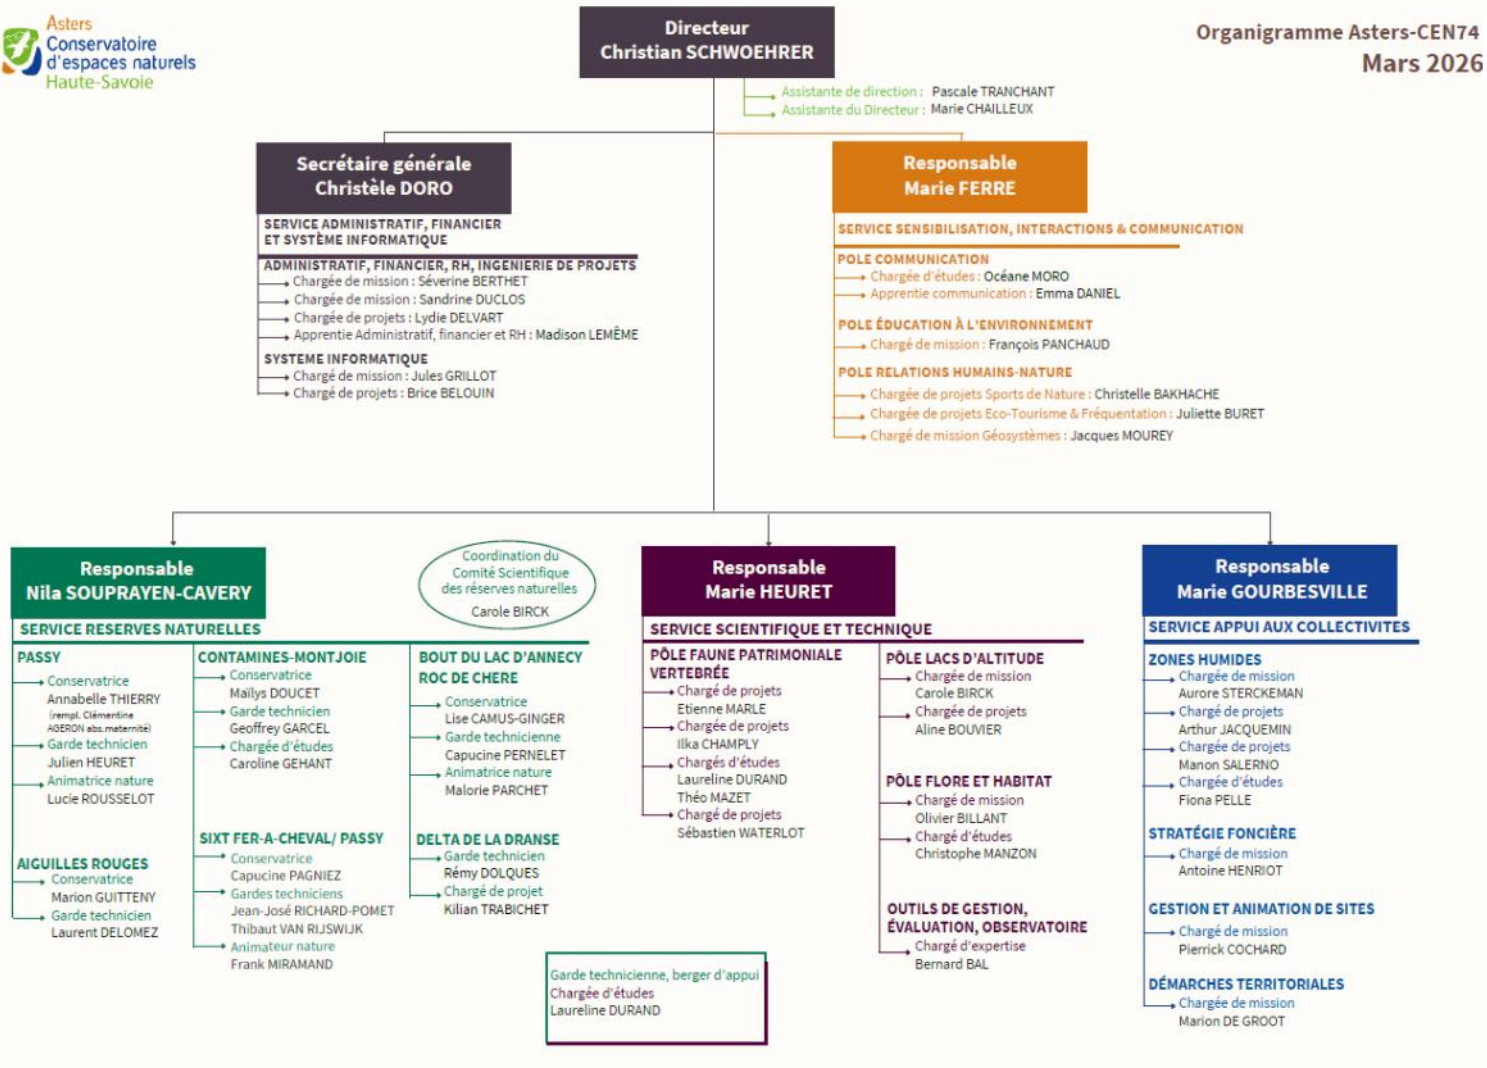 Asters
Conservatoire
d'espaces naturels
Haute-Savoie
Directeur
Christian SCHWOEHRER
Organigramme Asters-CEN74
Mars 2026
Assistante de direction : Pascale TRANCHANT
Assistante du Directeur : Marie CHAILLEUX
Secrétaire générale
Christèle DORO
SERVICE ADMINISTRATIF, FINANCIER
ET SYSTÈME INFORMATIQUE
ADMINISTRATIF, FINANCIER, RH, INGENIERIE DE PROJETS
Chargée de mission : Séverine BERTHET
Chargée de mission : Sandrine DUCLOS
Chargée de projets : Lydie DELVART
Apprentie Administratif, financier et RH : Madison LEMÊME
SYSTEME INFORMATIQUE
Chargé de mission : Jules GRILLOT
Chargé de projets : Brice BELOUIN
Responsable
Marie FERRE
SERVICE SENSIBILISATION, INTERACTIONS & COMMUNICATION
POLE COMMUNICATION
Chargée d'études : Océane MORO
Apprentie communication : Emma DANIEL
POLE ÉDUCATION À L'ENVIRONNEMENT
Chargé de mission : François PANCHAUD
POLE RELATIONS HUMAINS-NATURE
Chargée de projets Sports de Nature : Christelle BAKHACHE
Chargée de projets Eco-Tourisme & Fréquentation : Juliette BURET
Chargé de mission Géosystèmes : Jacques MOUREY
Responsable
Nila SOUPRAYEN-CAVERY
Coordination du
Comité Scientifique
des réserves naturelles
Carole BIRCK
SERVICE RESERVES NATURELLES
PASSY
Conservatrice
Annabelle THIERRY
(rempl. Clémentine
AGERON abs.maternité)
Garde technicien
Julien HEURET
Animatrice nature
Lucie ROUSSELOT
AIGUILLES ROUGES
Conservatrice
Marion GUITTENY
Garde technicien
Laurent DELOMEZ
CONTAMINES-MONTJOIE
Conservatrice
Maïlys DOUCET
Garde technicien
Geoffrey GARCEL
Chargée d'études
Caroline GEHANT
SIXT FER-A-CHEVAL/ PASSY
Conservatrice
Capucine PAGNIEZ
Gardes techniciens
Jean-José RICHARD-POMET
Thibaut VAN RIJSWIJK
Animateur nature
Frank MIRAMAND
BOUT DU LAC D'ANNECY
ROC DE CHERE
Conservatrice
Lise CAMUS-GINGER
Garde technicienne
Capucine PERNELET
Animatrice nature
Malorie PARCHET
DELTA DE LA DRANSE
Garde technicien
Rémy DOLQUES
Chargé de projet
Kilian TRABICHET
Garde technicienne, berger d'appui
Chargée d'études
Laureline DURAND
Responsable
Marie HEURET
SERVICE SCIENTIFIQUE ET TECHNIQUE
PÔLE FAUNE PATRIMONIALE
VERTEBRÉE
Chargé de projets
Etienne MARLE
Chargée de projets
Ilka CHAMPLY
Chargés d'études
Laureline DURAND
Théo MAZET
Chargé de projets
Sébastien WATERLOT
PÔLE LACS D'ALTITUDE
Chargée de mission
Carole BIRCK
Chargée de projets
Aline BOUVIER
PÔLE FLORE ET HABITAT
Chargé de mission
Olivier BILLANT
Chargé d'études
Christophe MANZON
OUTILS DE GESTION,
ÉVALUATION, OBSERVATOIRE
Chargé d'expertise
Bernard BAL
Responsable
Marie GOURBESVILLE
SERVICE APPUI AUX COLLECTIVITES
ZONES HUMIDES
Chargée de mission
Aurore STERCKEMAN
Chargé de projets
Arthur JACQUEMIN
Chargée de projets
Manon SALERNO
Chargée d'études
Fiona PELLE
STRATÉGIE FONCIÈRE
Chargé de mission
Antoine HENRIOT
GESTION ET ANIMATION DE SITES
Chargé de mission
Pierrick COCHARD
DÉMARCHES TERRITORIALES
Chargée de mission
Marion DE GROOT